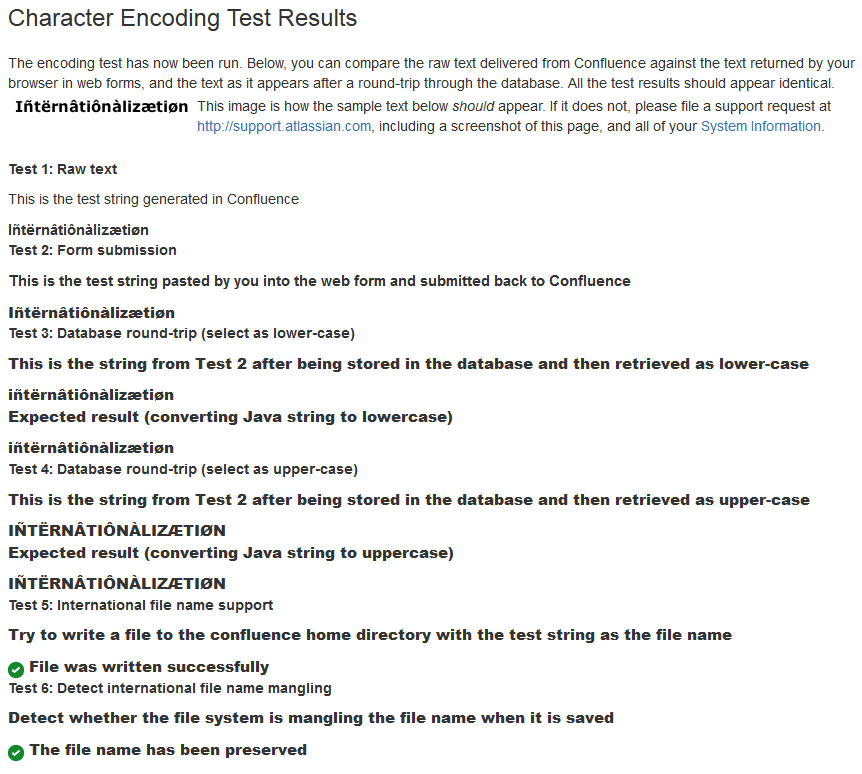 Character Encoding Test Results
The encoding test has now been run. Below, you can compare the raw text delivered from Confluence against the text returned by your
browser in web forms, and the text as it appears after a round-trip through the database. All the test results should appear identical.
Iñtërnâtiônàlizætiøn This image is how the sample text below should appear. If it does not, please file a support request at
http://support.atlassian.com, including a screenshot of this page, and all of your System Information.
Test 1: Raw text
This is the test string generated in Confluence
Iñtërnâtiônàlizætiøn
Test 2: Form submission
This is the test string pasted by you into the web form and submitted back to Confluence
Iñtërnâtiônàlizætiøn
Test 3: Database round-trip (select as lower-case)
This is the string from Test 2 after being stored in the database and then retrieved as lower-case
iñtërnâtiônàlizætiøn
Expected result (converting Java string to lowercase)
iñtërnâtiônàlizætiøn
Test 4: Database round-trip (select as upper-case)
This is the string from Test 2 after being stored in the database and then retrieved as upper-case
IÑTËRNÂTIÔNÀLIZÆTIØN
Expected result (converting Java string to uppercase)
IÑTËRNÂTIÔNÀLIZÆTIØN
Test 5: International file name support
Try to write a file to the confluence home directory with the test string as the file name
File was written successfully
Test 6: Detect international file name mangling
Detect whether the file system is mangling the file name when it is saved
The file name has been preserved